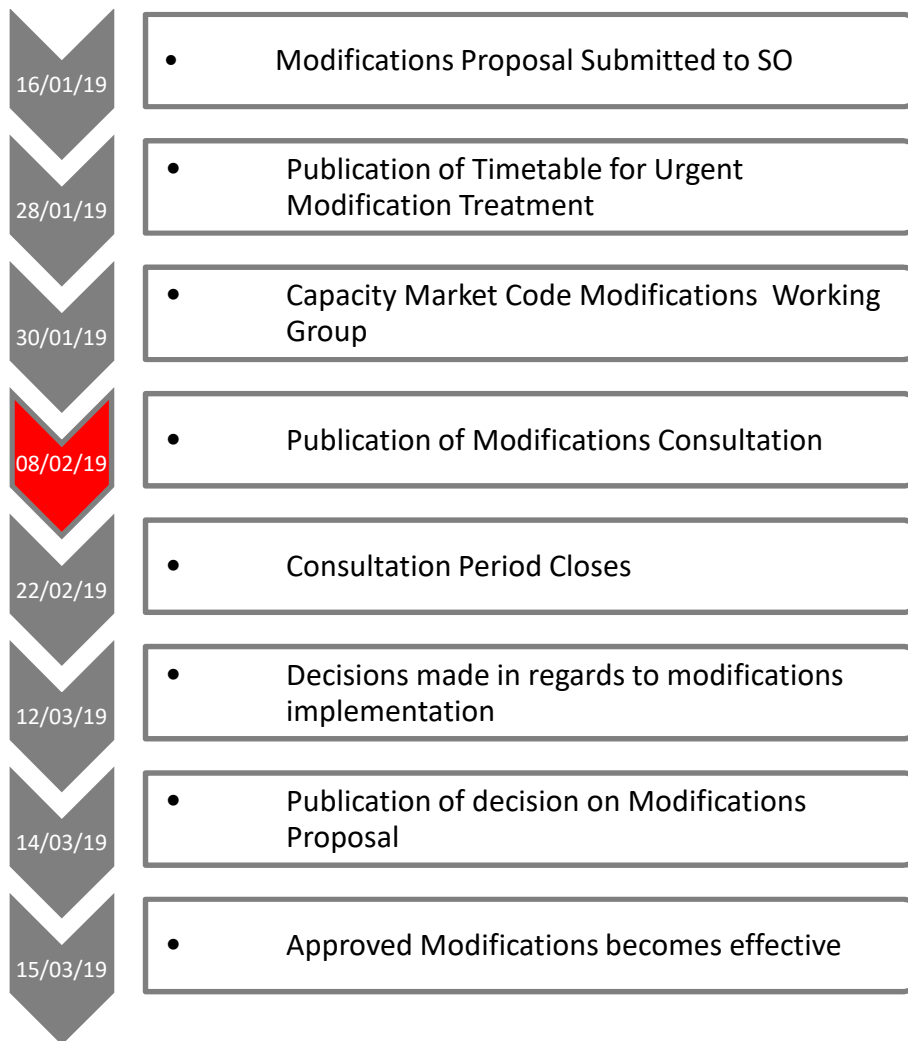 16/01/19
• Modifications Proposal Submitted to SO
28/01/19
• Publication of Timetable for Urgent
Modification Treatment
30/01/19
• Capacity Market Code Modifications Working
Group
08/02/19
• Publication of Modifications Consultation
22/02/19
• Consultation Period Closes
12/03/19
• Decisions made in regards to modifications
implementation
14/03/19
• Publication of decision on Modifications
Proposal
15/03/19
• Approved Modifications becomes effective